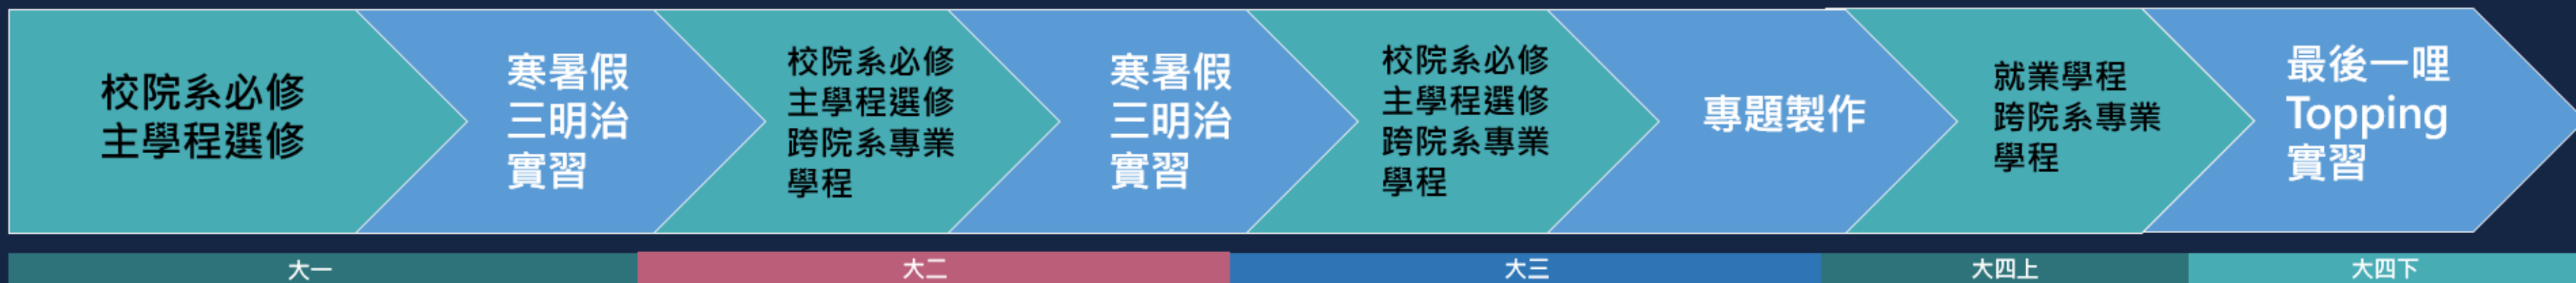 校院系必修
主學程選修
寒暑假
三明治
實習
校院系必修
主學程選修
跨院系專業
學程
寒暑假
三明治
實習
校院系必修
主學程選修
跨院系專業
學程
專題製作
就業學程
跨院系專業
學程
最後一哩
Topping
實習
大一
大二
大三
大四上
大四下